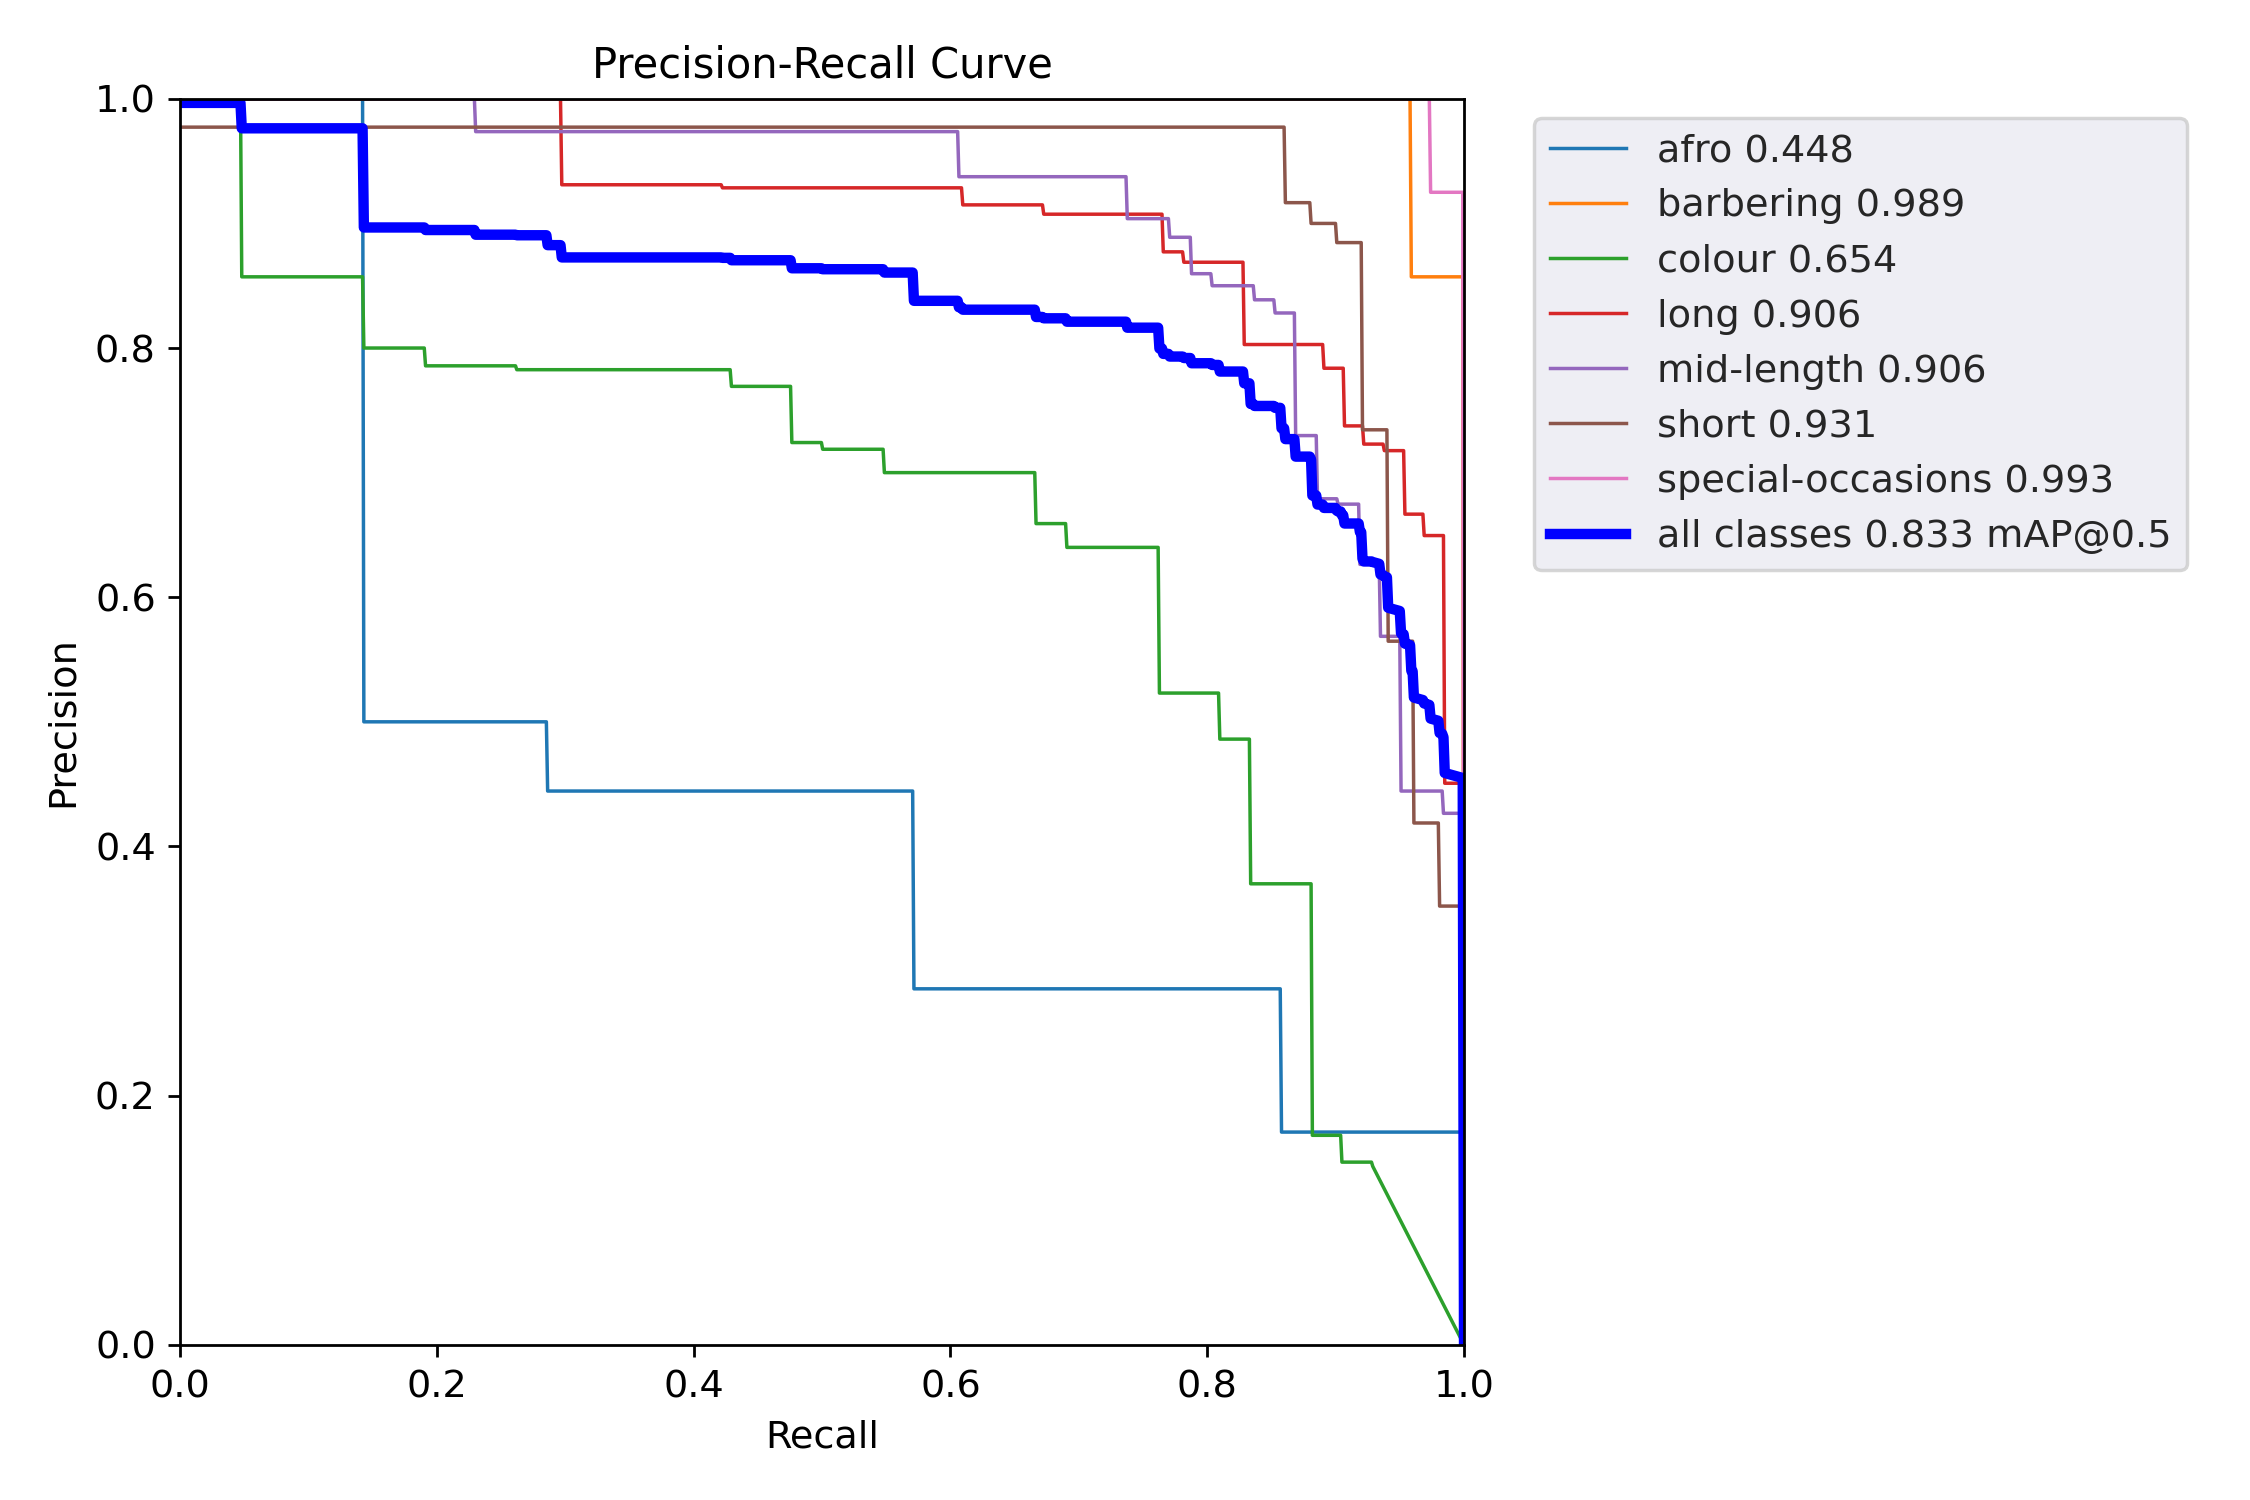 Precision-Recall Curve
1.0
0.8
0.6
0.4
0.2
0.0
Precision
0.0 0.2 0.4 0.6 0.8 1.0
Recall
afro 0.448
barbering 0.989
colour 0.654
long 0.906
mid-length 0.906
short 0.931
special-occasions 0.993
all classes 0.833 mAP@0.5